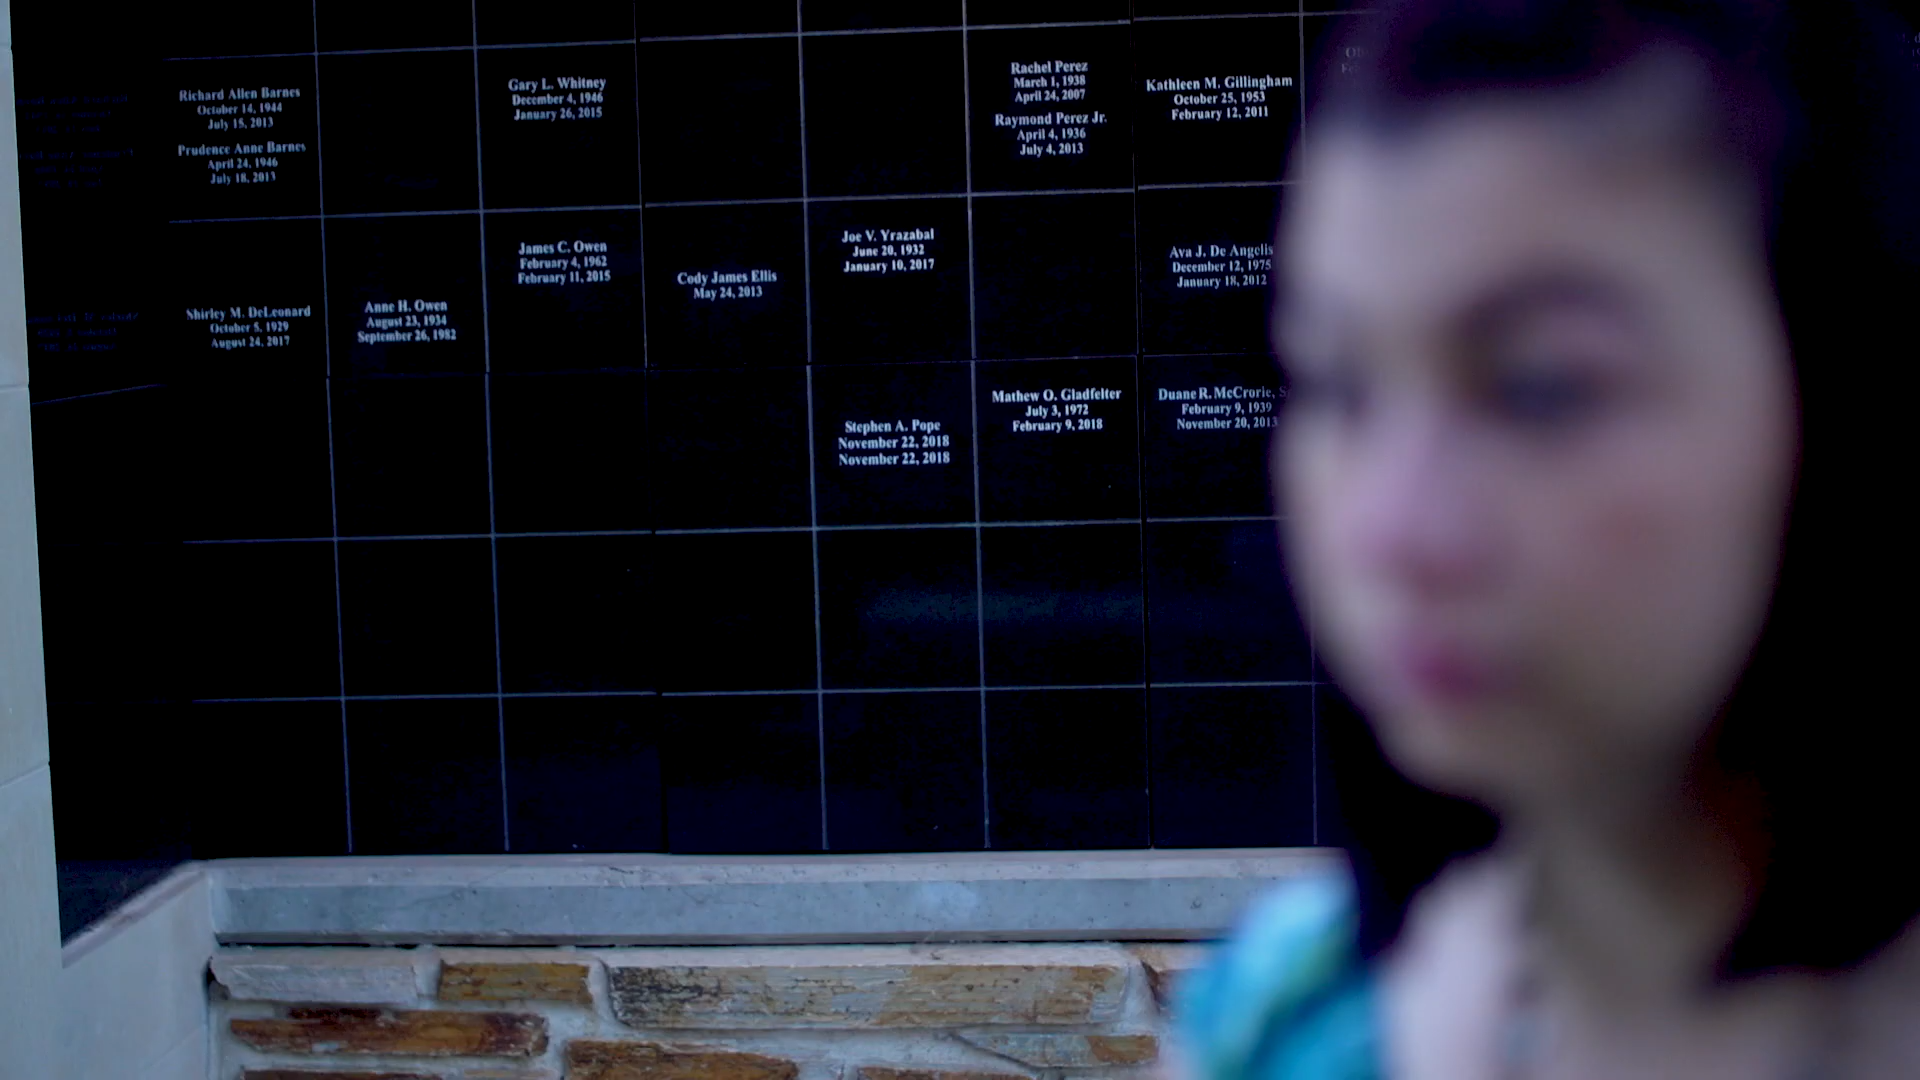 Richard Allen Barnes
October 14, 1944
July 15, 2013
Prudence Anne Barnes
April 24, 1946
July 18, 2013
Gary L. Whitney
December 4, 1946
January 26, 2015
Rachel Perez
March 1, 1938
April 24, 2007
Raymond Perez Jr.
April 4, 1936
July 4, 2013
Kathleen M. Gillingham
October 25, 1953
February 12, 2011
Shirley M. DeLeonard
October 5, 1929
August 24, 2017
Anne H. Owen
August 23, 1934
September 26, 1982
James C. Owen
February 4, 1962
February 11, 2015
Cody James Ellis
May 24, 2013
Joe V. Yrazabal
June 20, 1932
January 10, 2017
Ava J. De Angelis
December 12, 1975
January 18, 2012
Stephen A. Pope
November 22, 2018
November 22, 2018
Mathew O. Gladfelter
July 3, 1972
February 9, 2018
Duane R. McCrorie, S
February 9, 1939
November 20, 2013